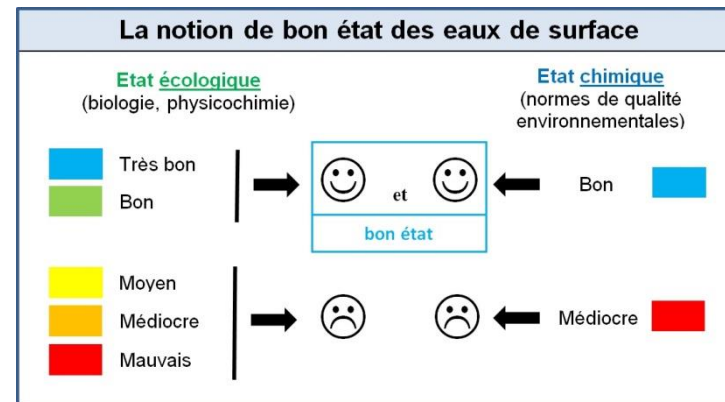 La notion de bon état des eaux de surface
Etat écologique
(biologie, physicochimie)
Etat chimique
(normes de qualité
environnementales)
Très bon
Bon
et
bon état
Bon
Moyen
Médiocre
Mauvais
Médiocre